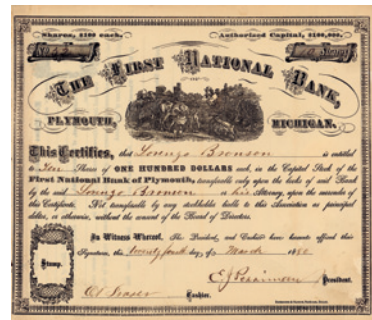 Shares, $100 each. Authorized Capital, $100,000.
No. Shares
The First National Bank,
OF
PLYMOUTH, MICHIGAN.
This Certifies, that Lorenzo Bronson is entitled
to Ten Shares of ONE HUNDRED DOLLARS each, in the Capital Stock of the
First National Bank of Plymouth, transferable only upon the books of said Board
by the said Lorenzo Bronson or his Attorney, upon the surrender of
this Certificate. Not transferable by any stockholder liable to this Association as principal
debtor, or otherwise, without the consent of the Board of Directors.
In Witness Whereof, The President, and Cashier have hereunto affixed their
Signatures, this twenty fourth day of March
Stamp.
President.
Cashier.